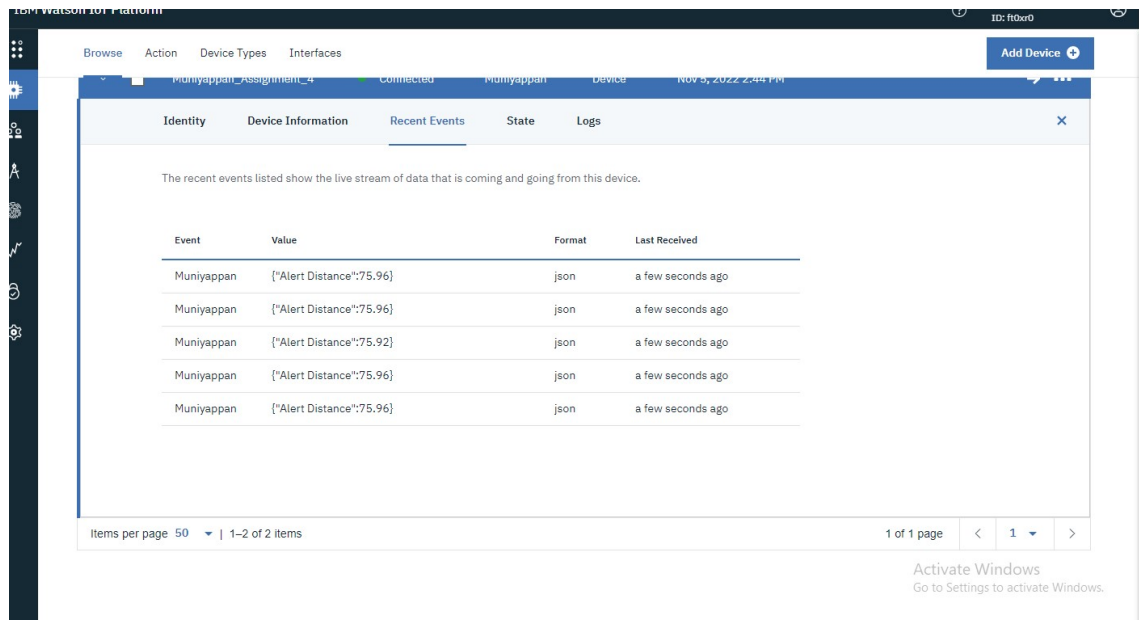 IBM Watson IoT Platform
ID: ft0xr0
Browse Action Device Types Interfaces
Add Device
Muniyappan_Assignment_4 Connected Muniyappan Device Nov 5, 2022 2:44 PM
Identity Device Information Recent Events State Logs
The recent events listed show the live stream of data that is coming and going from this device.
Event Value Format Last Received
Muniyappan {"Alert Distance":75.96} json a few seconds ago
Muniyappan {"Alert Distance":75.96} json a few seconds ago
Muniyappan {"Alert Distance":75.92} json a few seconds ago
Muniyappan {"Alert Distance":75.96} json a few seconds ago
Muniyappan {"Alert Distance":75.96} json a few seconds ago
Items per page 50 | 1–2 of 2 items 1 of 1 page 1
Activate Windows
Go to Settings to activate Windows.